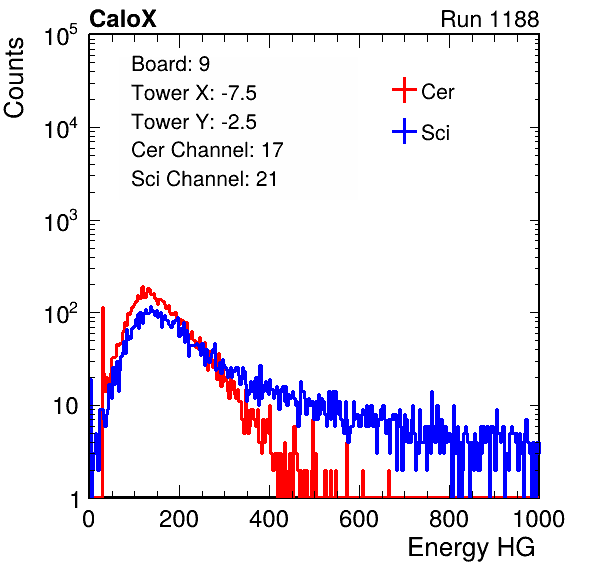 CaloX Run 1188
Counts
10^5
10^4
10^3
10^2
10
1
Board: 9
Tower X: -7.5
Tower Y: -2.5
Cer Channel: 17
Sci Channel: 21
Cer
Sci
0 200 400 600 800 1000
Energy HG